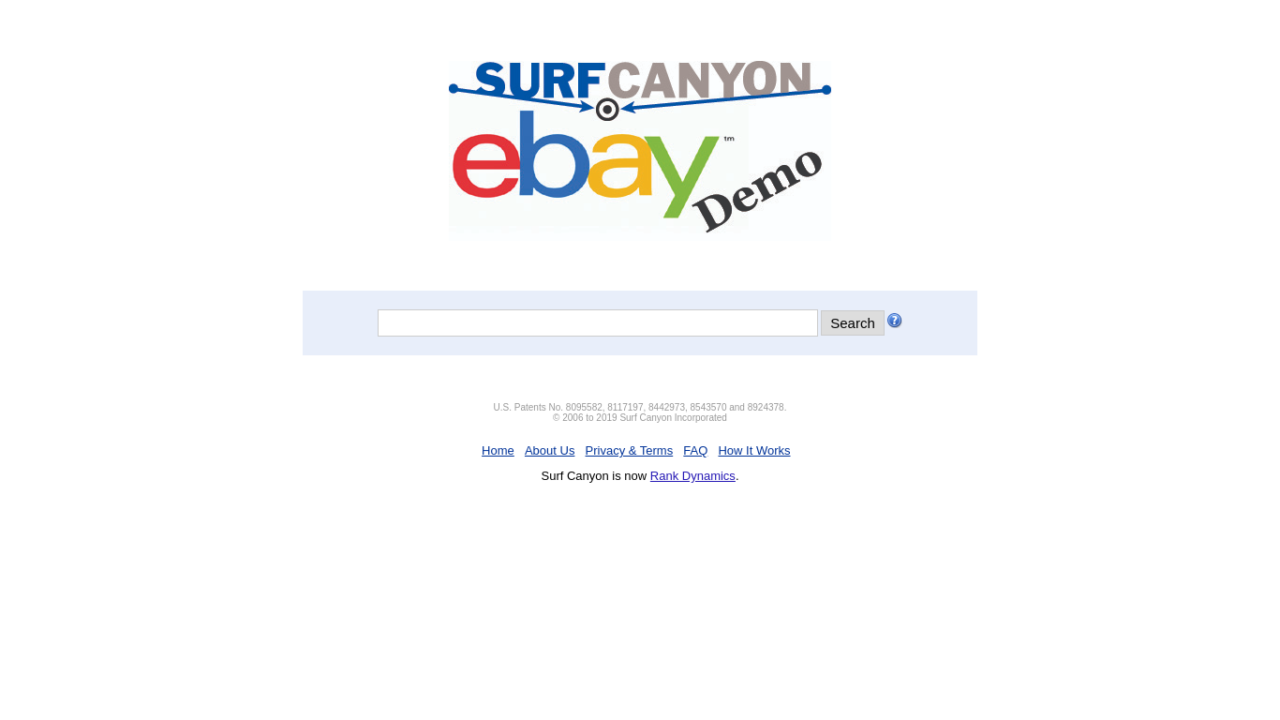 SURFCANYON
ebay™
Demo
Search ?
U.S. Patents No. 8095582, 8117197, 8442973, 8543570 and 8924378.
© 2006 to 2019 Surf Canyon Incorporated
Home About Us Privacy & Terms FAQ How It Works
Surf Canyon is now Rank Dynamics.